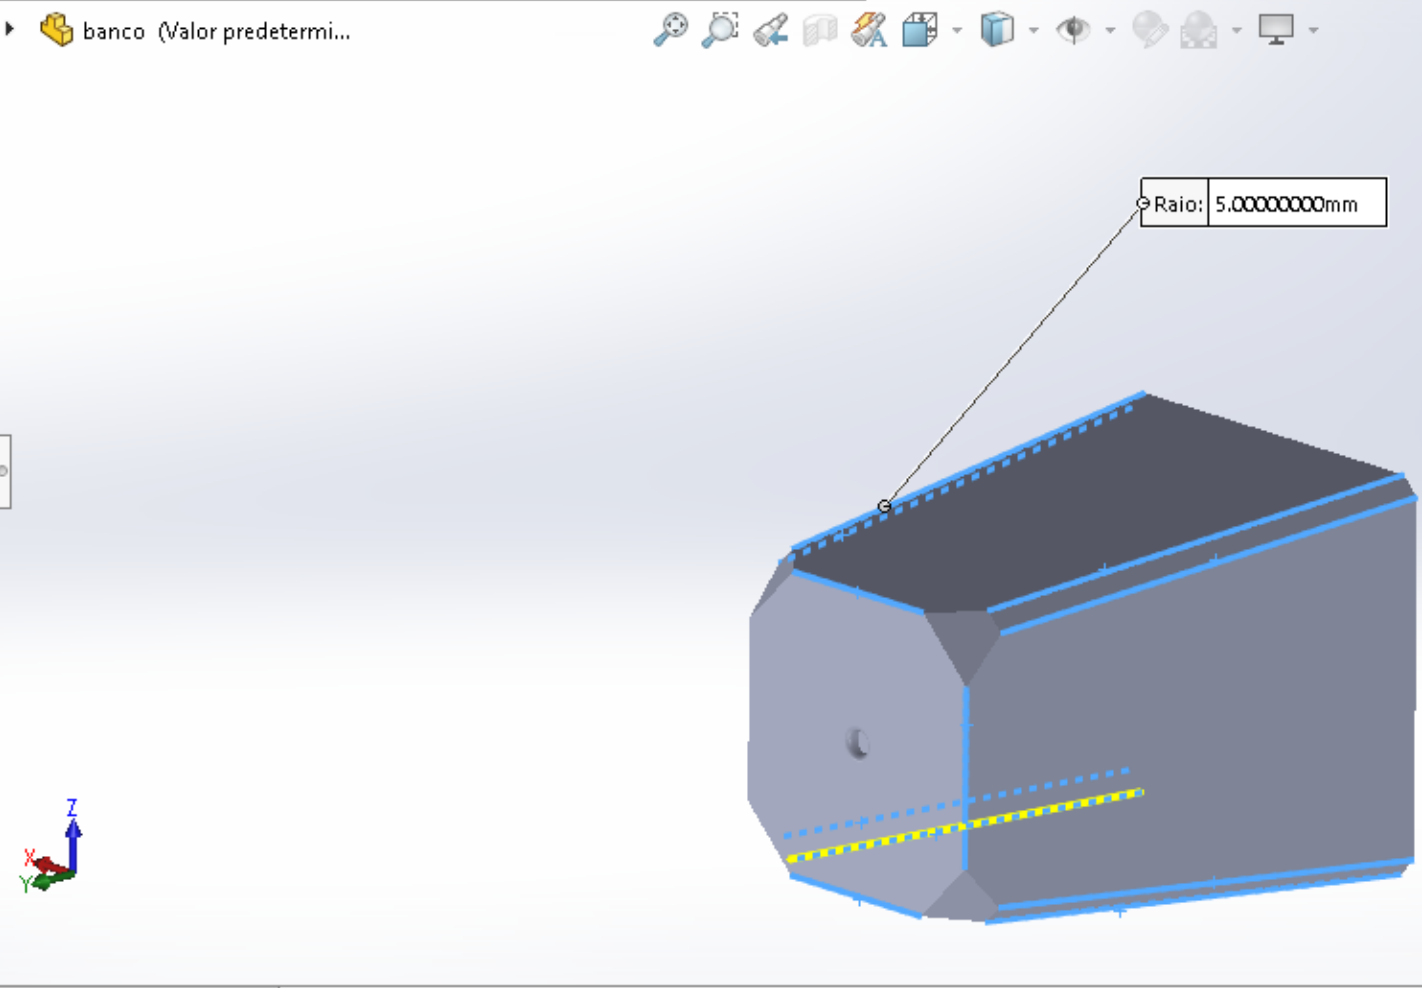 banco (Valor predetermi...
Raio: 5.00000000mm
Z
X
Y